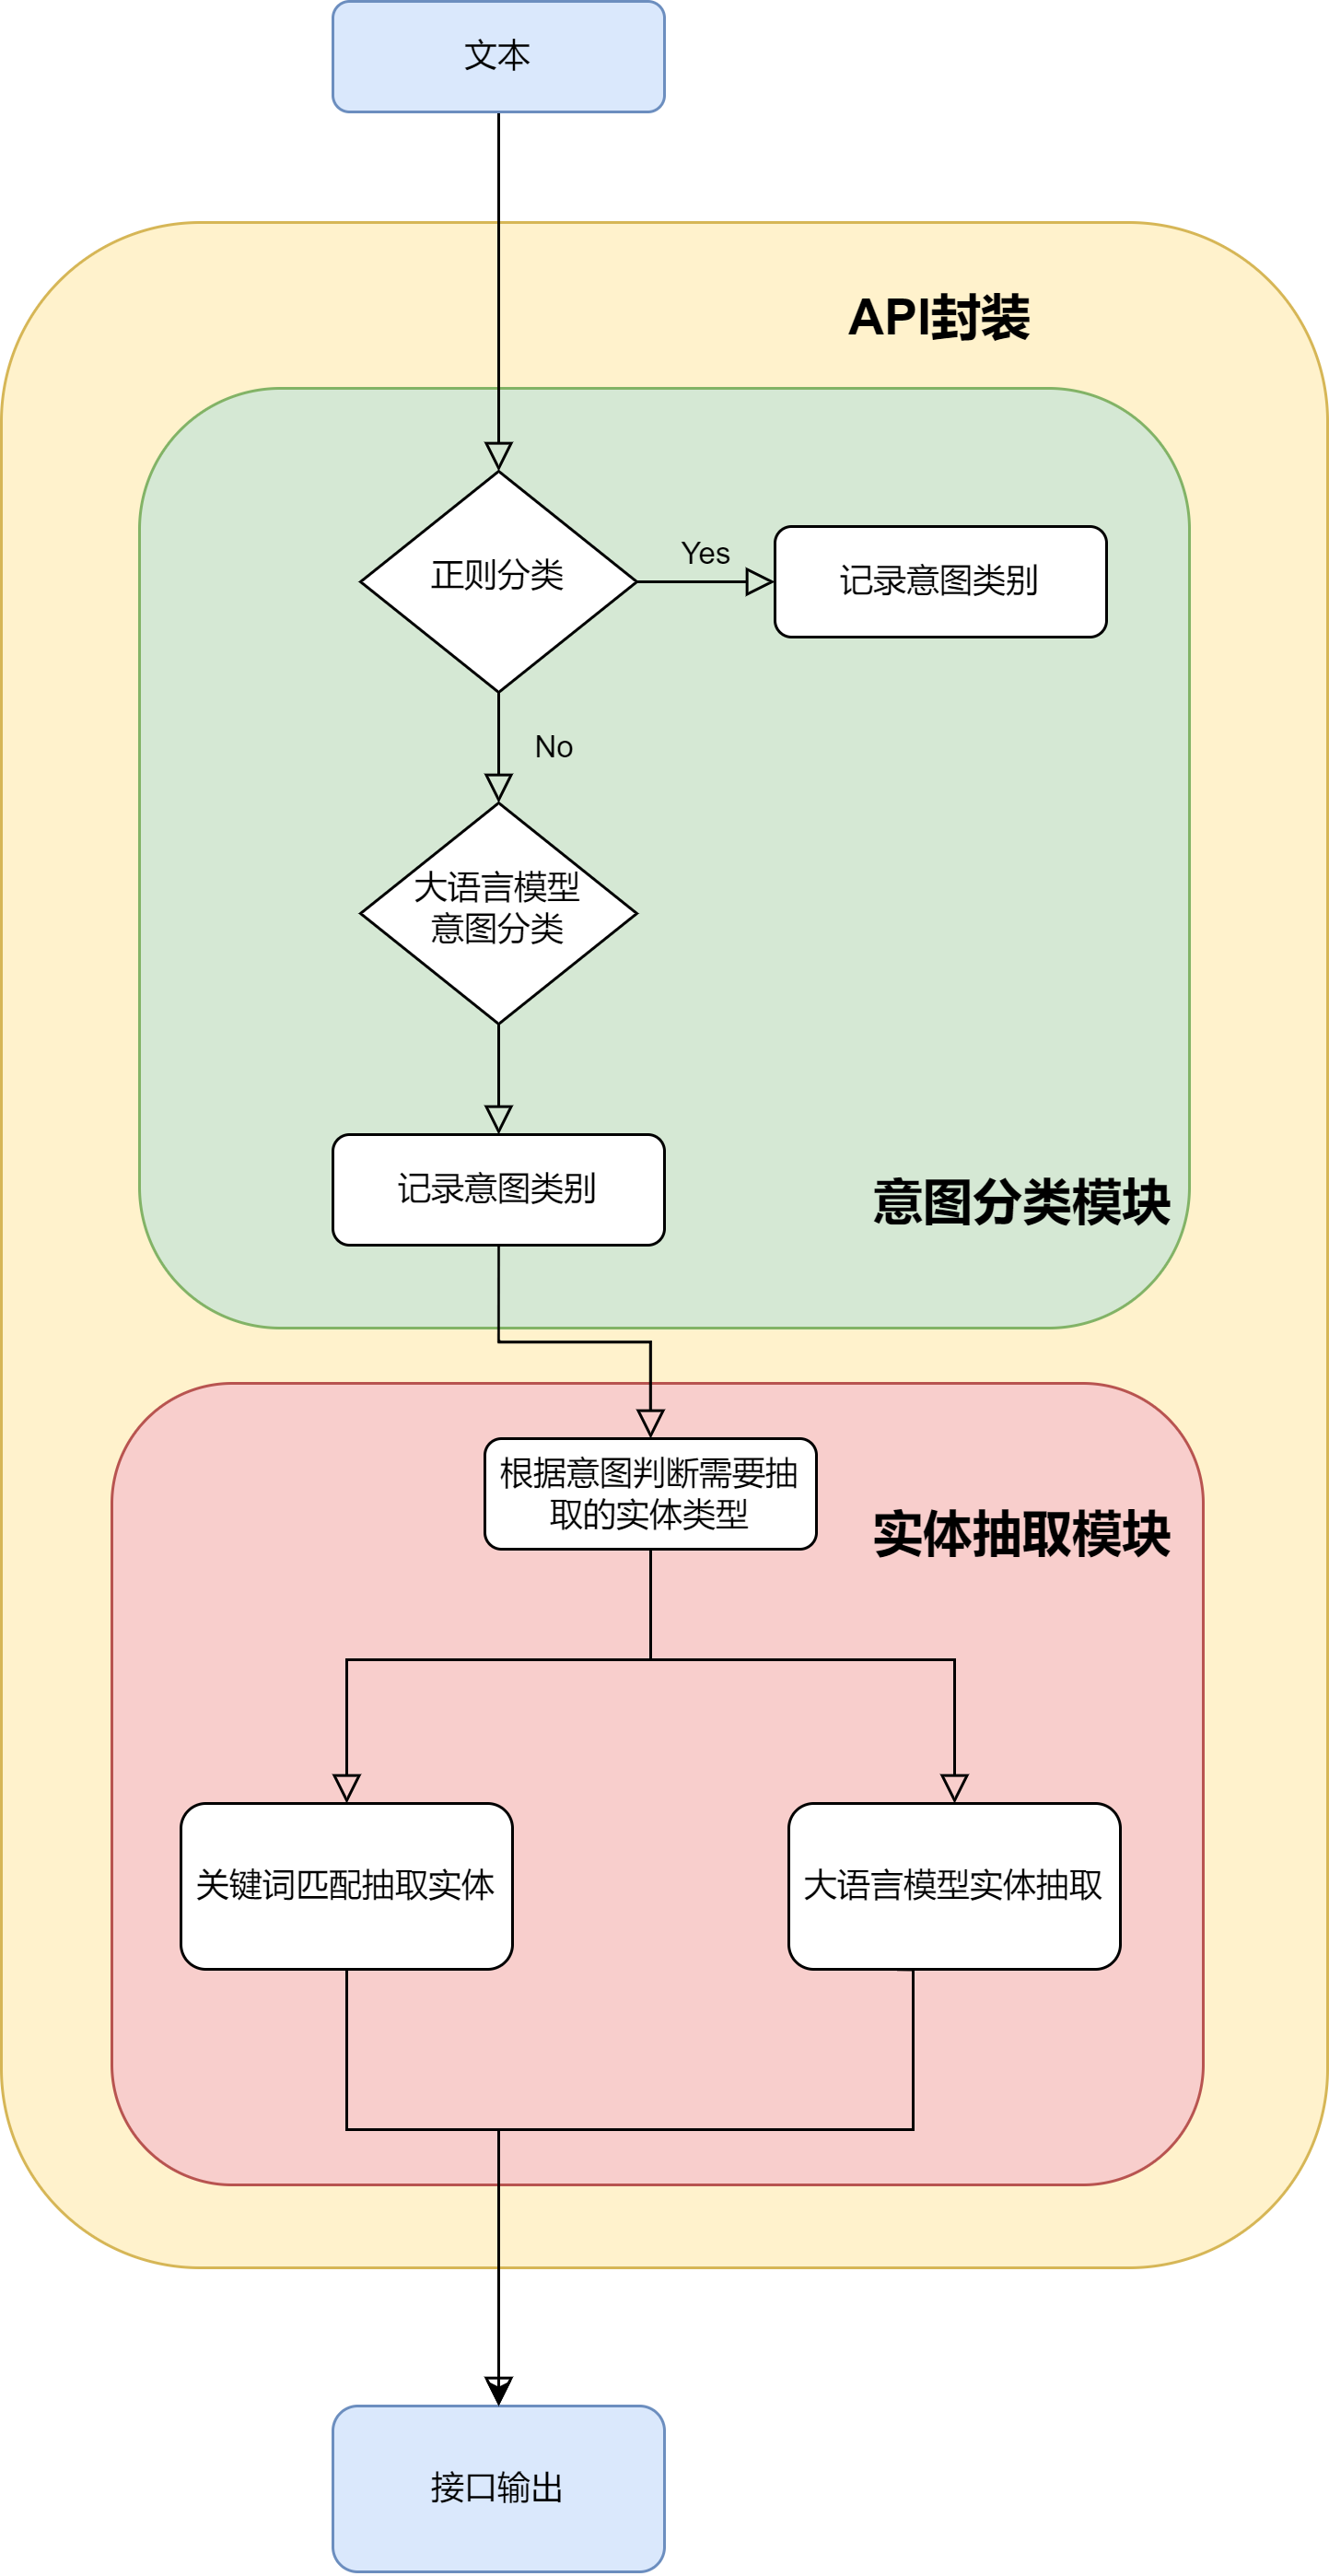 文本
API封装
正则分类
Yes
记录意图类别
No
大语言模型
意图分类
记录意图类别
意图分类模块
根据意图判断需要抽
取的实体类型
实体抽取模块
关键词匹配抽取实体
大语言模型实体抽取
接口输出